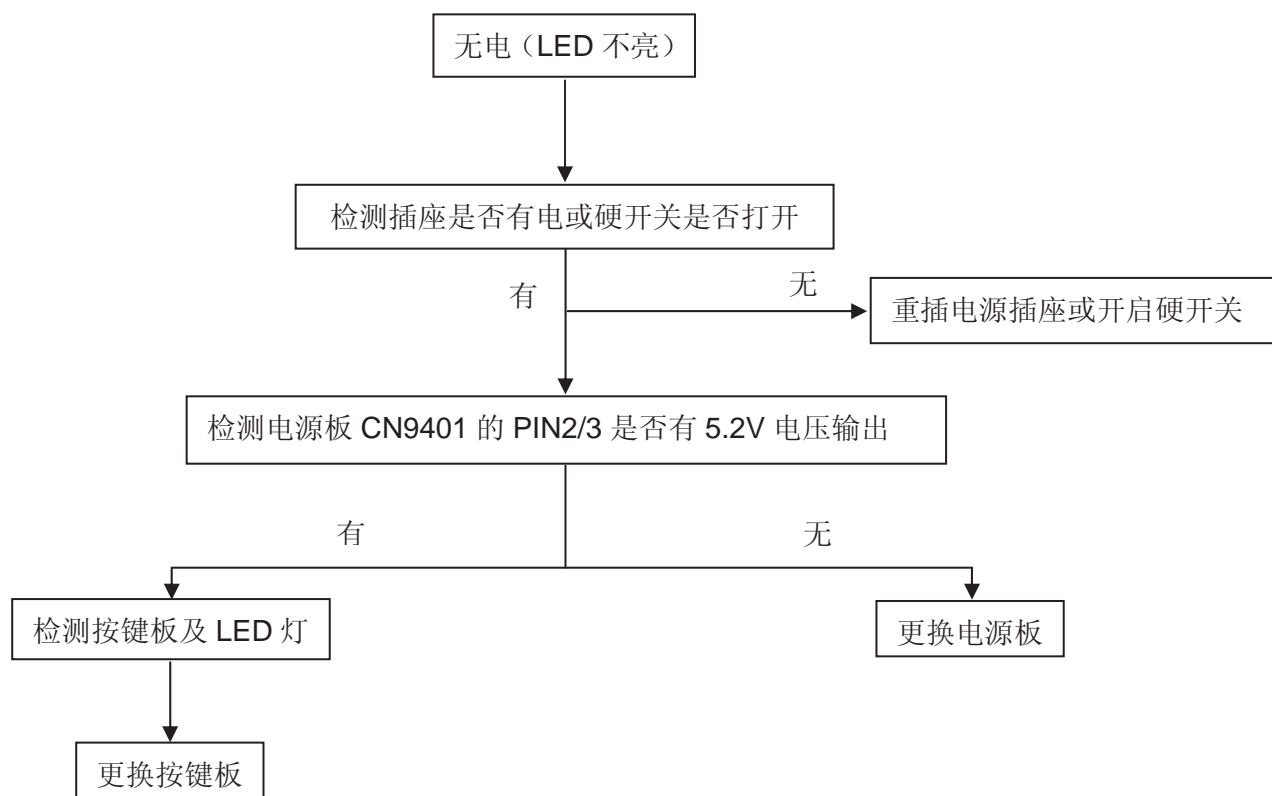 无电（LED 不亮）
检测插座是否有电或硬开关是否打开
有
无
重插电源插座或开启硬开关
检测电源板 CN9401 的 PIN2/3 是否有 5.2V 电压输出
有
无
检测按键板及 LED 灯
更换电源板
更换按键板